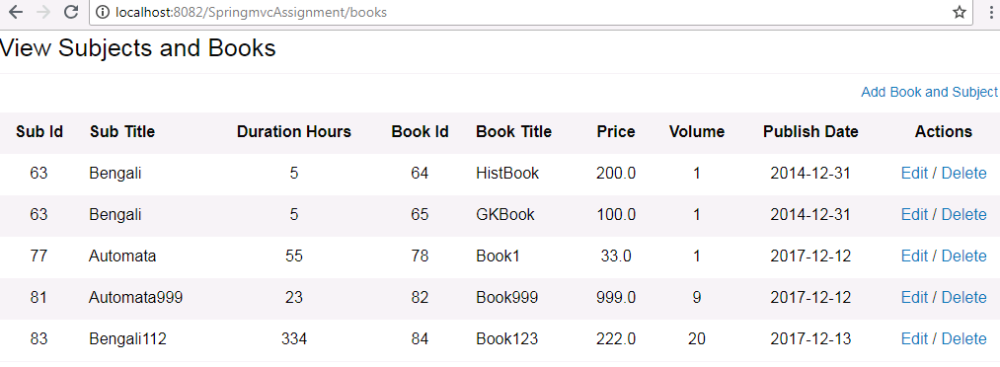 localhost:8082/SpringmvcAssignment/books
View Subjects and Books
Add Book and Subject
Sub Id Sub Title Duration Hours Book Id Book Title Price Volume Publish Date Actions
63 Bengali 5 64 HistBook 200.0 1 2014-12-31 Edit / Delete
63 Bengali 5 65 GKBook 100.0 1 2014-12-31 Edit / Delete
77 Automata 55 78 Book1 33.0 1 2017-12-12 Edit / Delete
81 Automata999 23 82 Book999 999.0 9 2017-12-12 Edit / Delete
83 Bengali112 334 84 Book123 222.0 20 2017-12-13 Edit / Delete